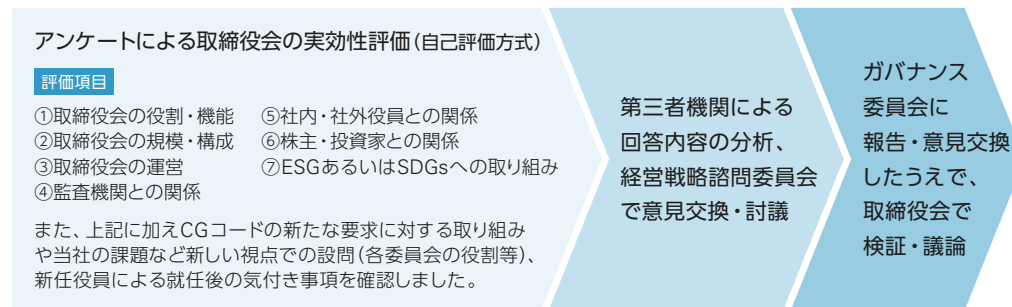 アンケートによる取締役会の実効性評価(自己評価方式)
評価項目
①取締役会の役割・機能
②取締役会の規模・構成
③取締役会の運営
④監査機関との関係
⑤社内・社外役員との関係
⑥株主・投資家との関係
⑦ESGあるいはSDGsへの取り組み
また、上記に加えCGコードの新たな要求に対する取り組み
や当社の課題など新しい視点での設問(各委員会の役割等)、
新任役員による就任後の気付き事項を確認しました。
第三者機関による
回答内容の分析、
経営戦略諮問委員会
で意見交換・討議
ガバナンス
委員会に
報告・意見交換
したうえで、
取締役会で
検証・議論